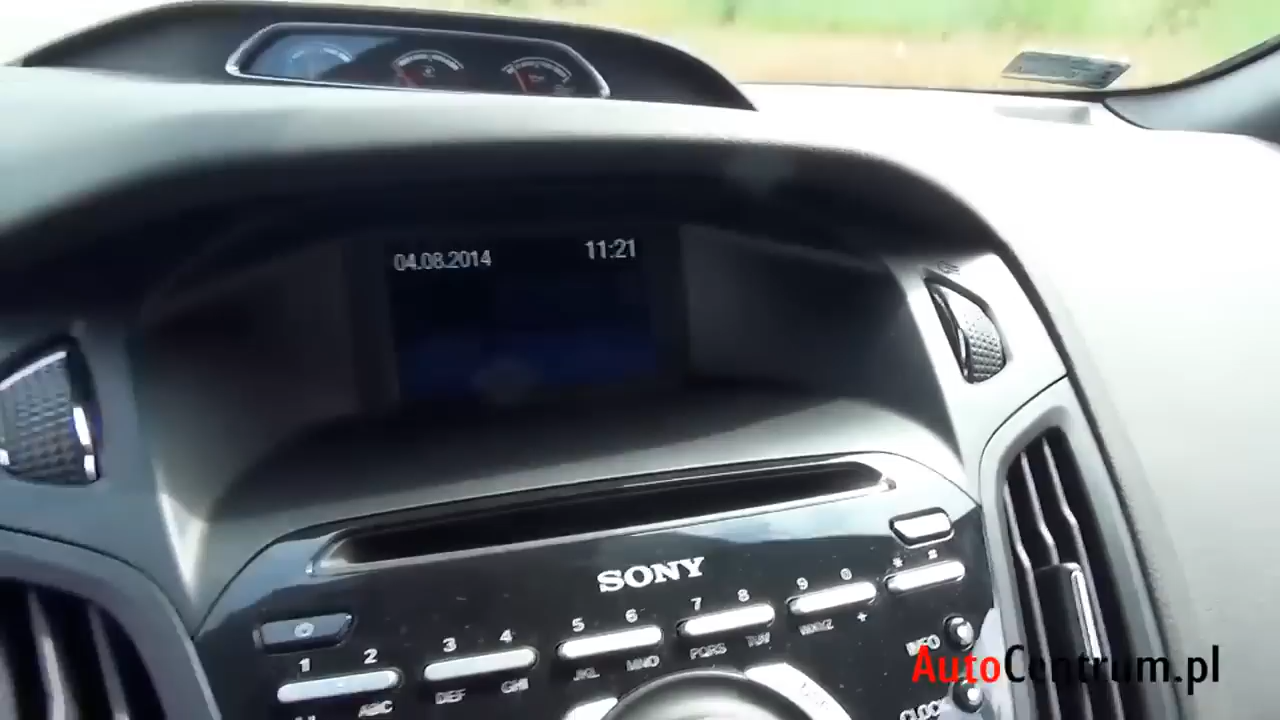 04.08.2014 11:21
SONY
1 2 3 4 5 6 7 8 9 0 * #
ABC DEF GHI JKL MNO PQRS TUV WXYZ +
INFO
CLOCK
AutoCentrum.pl